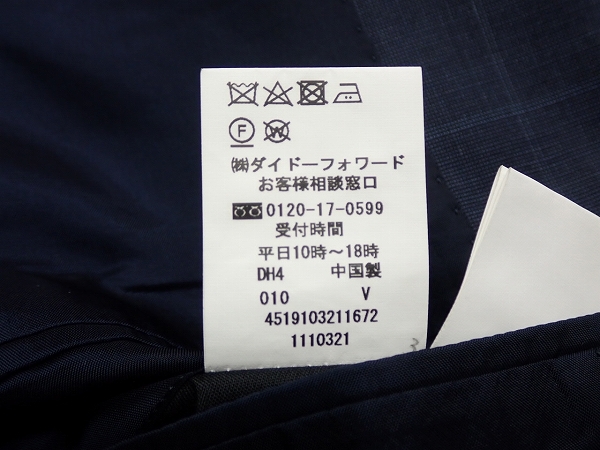 F W
㈱ダイドーフォワード
お客様相談窓口
0120-17-0599
受付時間
平日10時～18時
DH4 中国製
010 V
4519103211672
1110321